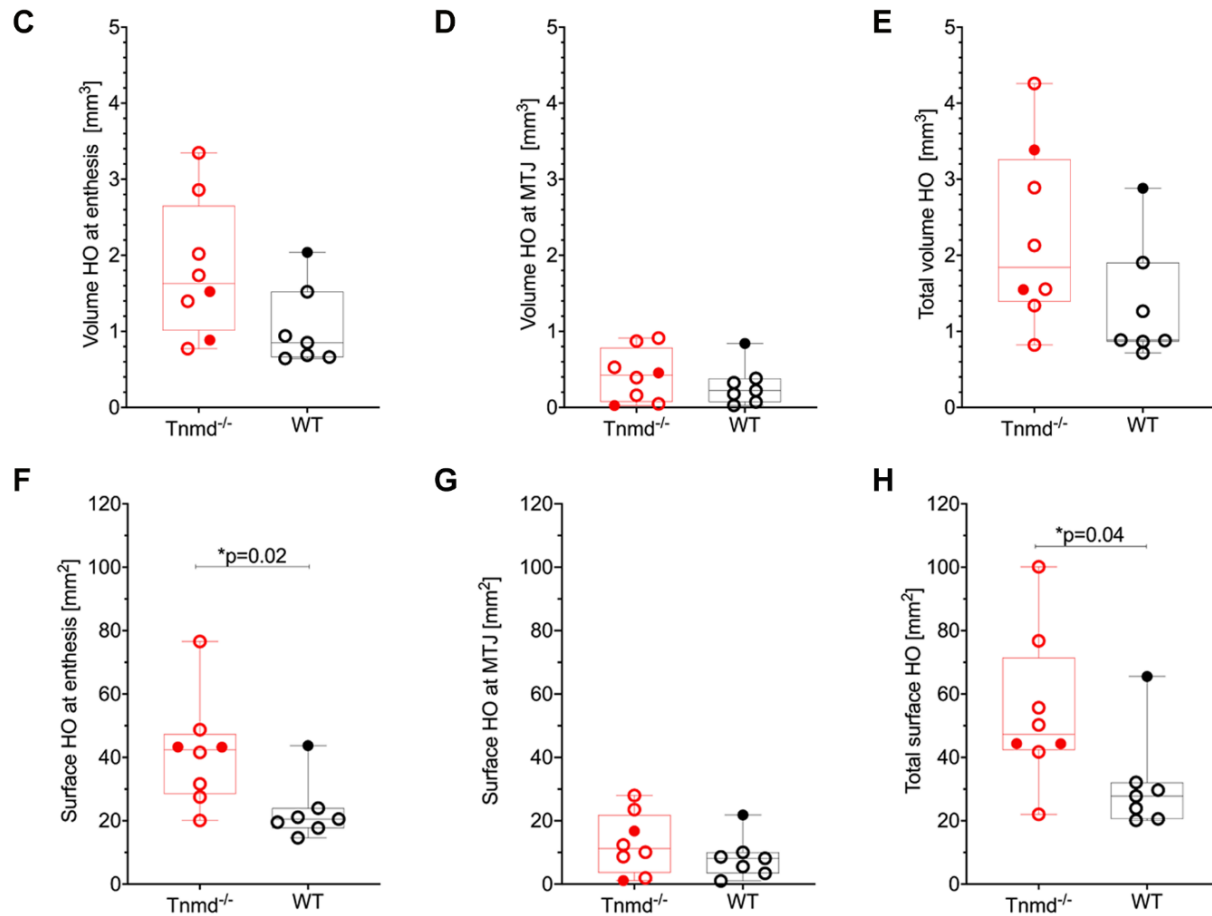 C
Volume HO at enthesis [mm³]
5
4
3
2
1
0
Tnmd⁻/⁻ WT
D
Volume HO at MTJ [mm³]
5
4
3
2
1
0
Tnmd⁻/⁻ WT
E
Total volume HO [mm³]
5
4
3
2
1
0
Tnmd⁻/⁻ WT
F
Surface HO at enthesis [mm²]
120
100
80
60
40
20
0
*p=0.02
Tnmd⁻/⁻ WT
G
Surface HO at MTJ [mm²]
120
100
80
60
40
20
0
Tnmd⁻/⁻ WT
H
Total surface HO [mm²]
120
100
80
60
40
20
0
*p=0.04
Tnmd⁻/⁻ WT